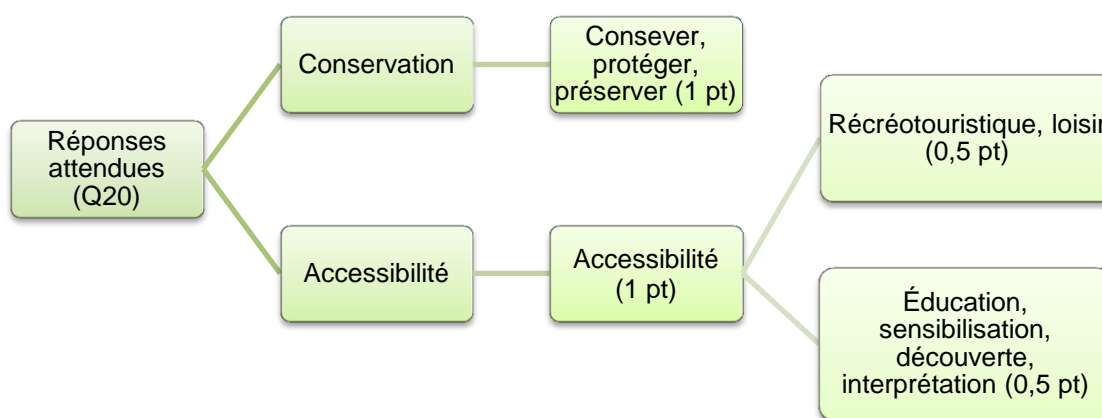 Réponses
attendues
(Q20)
Conservation
Consever,
protéger,
préserver (1 pt)
Accessibilité
Accessibilité
(1 pt)
Récréotouristique, loisir
(0,5 pt)
Éducation,
sensibilisation,
découverte,
interprétation (0,5 pt)